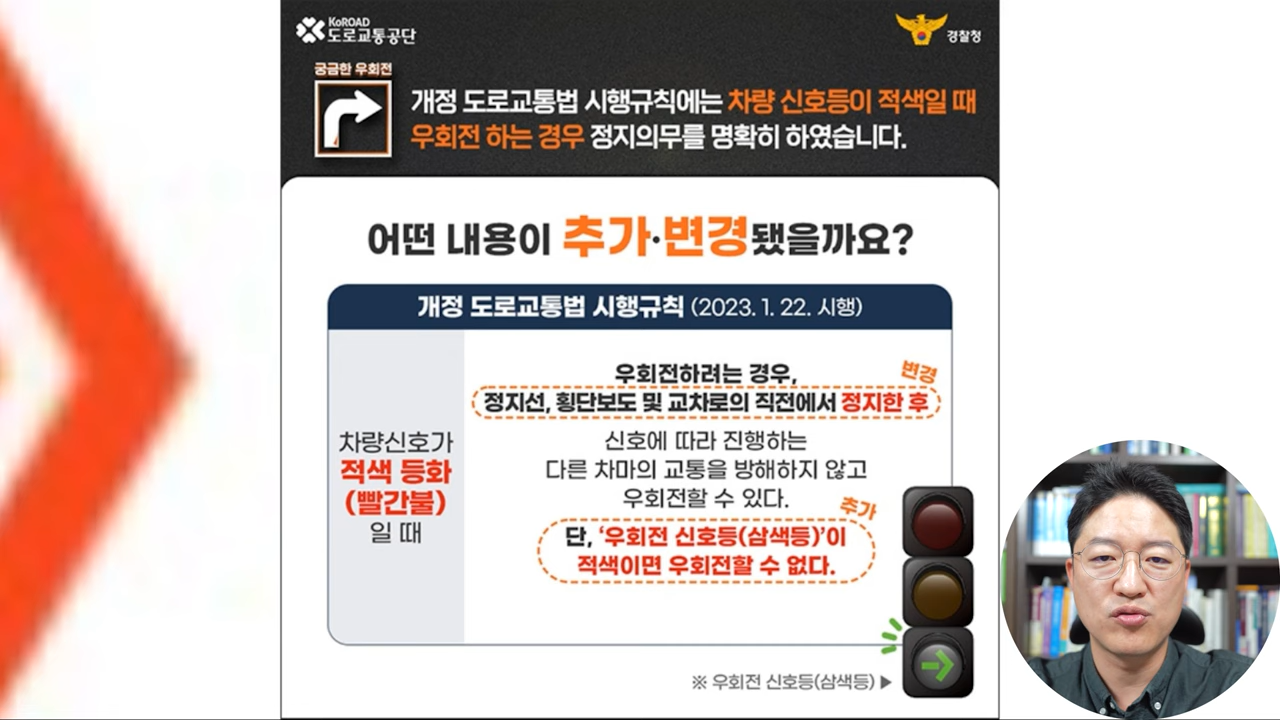 KoROAD
도로교통공단
경찰청
궁금한 우회전
개정 도로교통법 시행규칙에는 차량 신호등이 적색일 때
우회전 하는 경우 정지의무를 명확히 하였습니다.
어떤 내용이 추가·변경됐을까요?
개정 도로교통법 시행규칙 (2023. 1. 22. 시행)
차량신호가
적색 등화
(빨간불)
일 때
우회전하려는 경우,
변경
정지선, 횡단보도 및 교차로의 직전에서 정지한 후
신호에 따라 진행하는
다른 차마의 교통을 방해하지 않고
우회전할 수 있다.
추가
단, ‘우회전 신호등(삼색등)’이
적색이면 우회전할 수 없다.
※ 우회전 신호등(삼색등) ▶